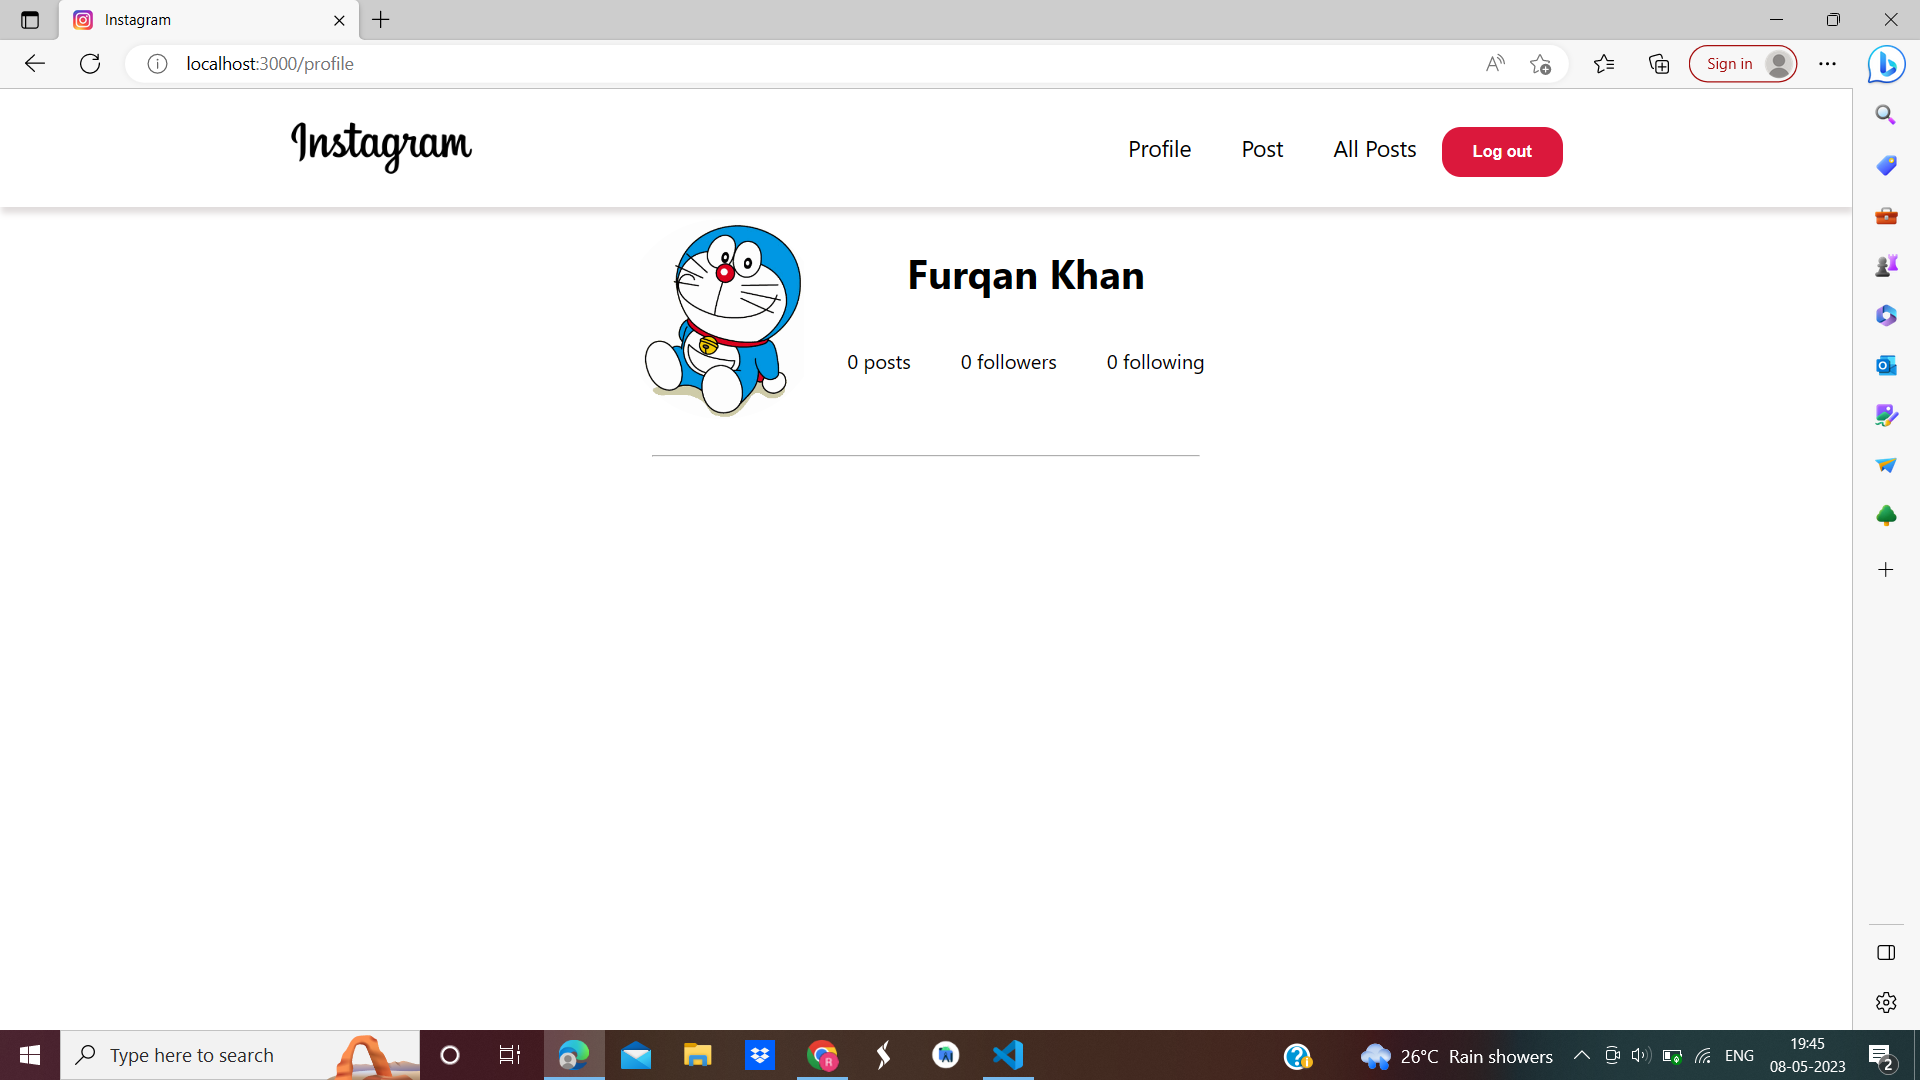 Instagram
localhost:3000/profile
Sign in
Instagram
Profile
Post
All Posts
Log out
Furqan Khan
0 posts
0 followers
0 following
Type here to search
R
26°C Rain showers
ENG
19:45
08-05-2023
2